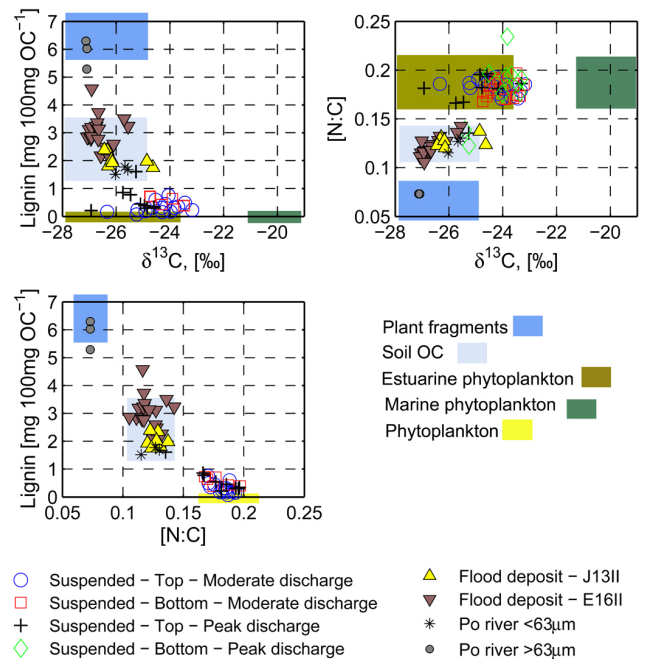 7
6
5
4
3
2
1
0
Lignin [mg 100mg OC⁻¹]
−28 −26 −24 −22 −20
δ¹³C, [‰]
0.25
0.20
0.15
0.10
0.05
[N:C]
−28 −26 −24 −22 −20
δ¹³C, [‰]
7
6
5
4
3
2
1
0
Lignin [mg 100mg OC⁻¹]
0.05 0.1 0.15 0.2 0.25
[N:C]
Plant fragments
Soil OC
Estuarine phytoplankton
Marine phytoplankton
Phytoplankton
Suspended − Top − Moderate discharge
Suspended − Bottom − Moderate discharge
Suspended − Top − Peak discharge
Suspended − Bottom − Peak discharge
Flood deposit − J13II
Flood deposit − E16II
Po river <63μm
Po river >63μm